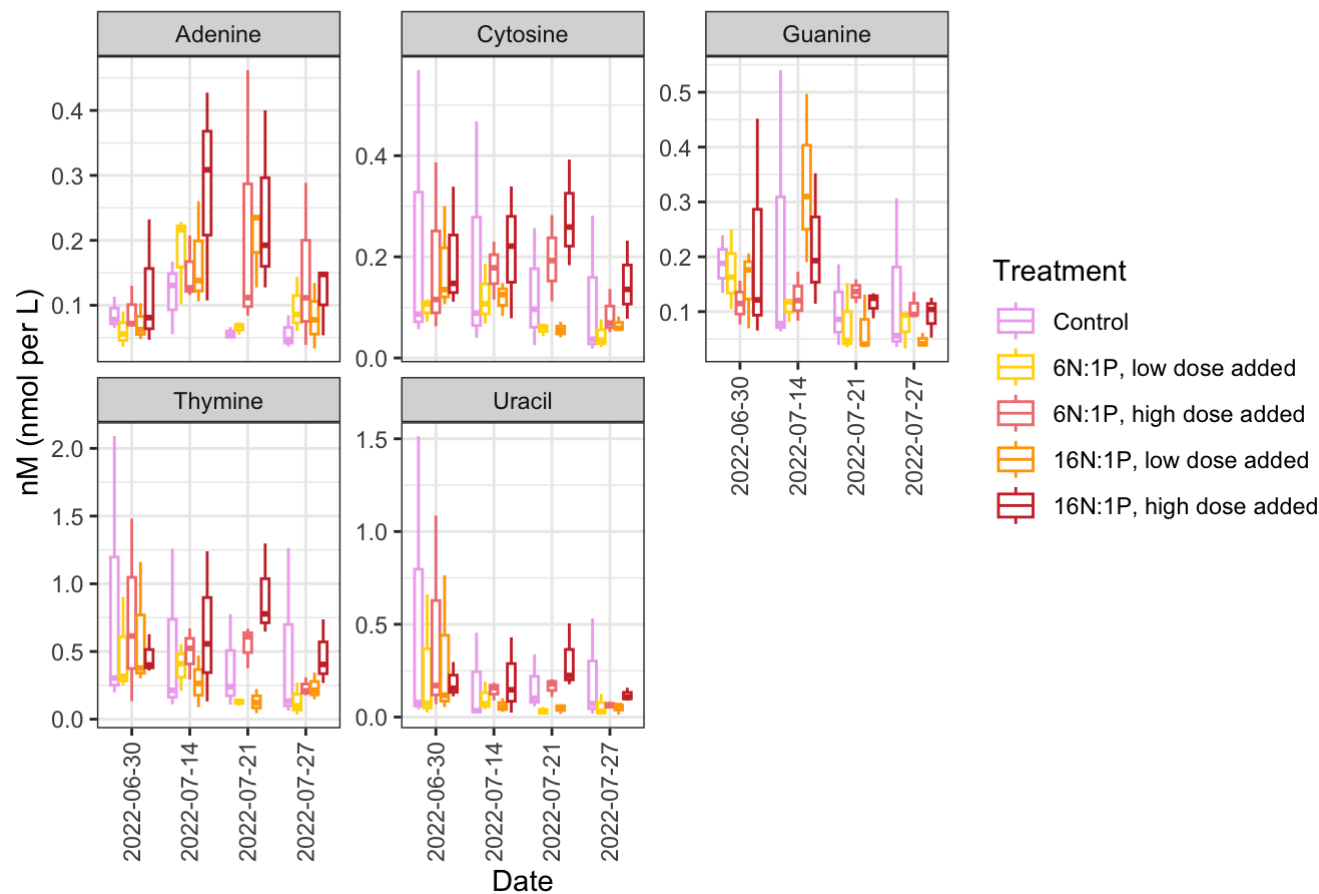 Adenine
Cytosine
Guanine
0.4
0.3
0.2
0.1
0.4
0.2
0.0
0.5
0.4
0.3
0.2
0.1
2022-06-30
2022-07-14
2022-07-21
2022-07-27
Thymine
Uracil
2.0
1.5
1.0
0.5
0.0
1.5
1.0
0.5
0.0
2022-06-30
2022-07-14
2022-07-21
2022-07-27
2022-06-30
2022-07-14
2022-07-21
2022-07-27
nM (nmol per L)
Date
Treatment
Control
6N:1P, low dose added
6N:1P, high dose added
16N:1P, low dose added
16N:1P, high dose added